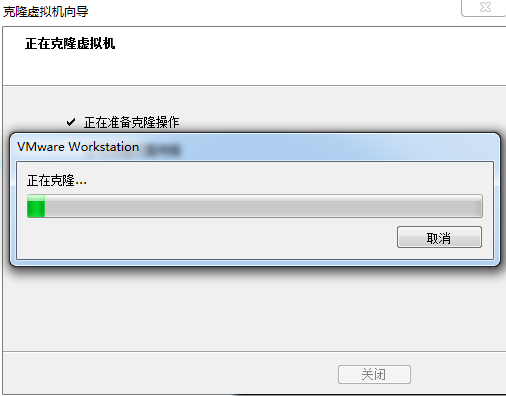 克隆虚拟机向导
正在克隆虚拟机
✔ 正在准备克隆操作
VMware Workstation
正在克隆...
取消
关闭